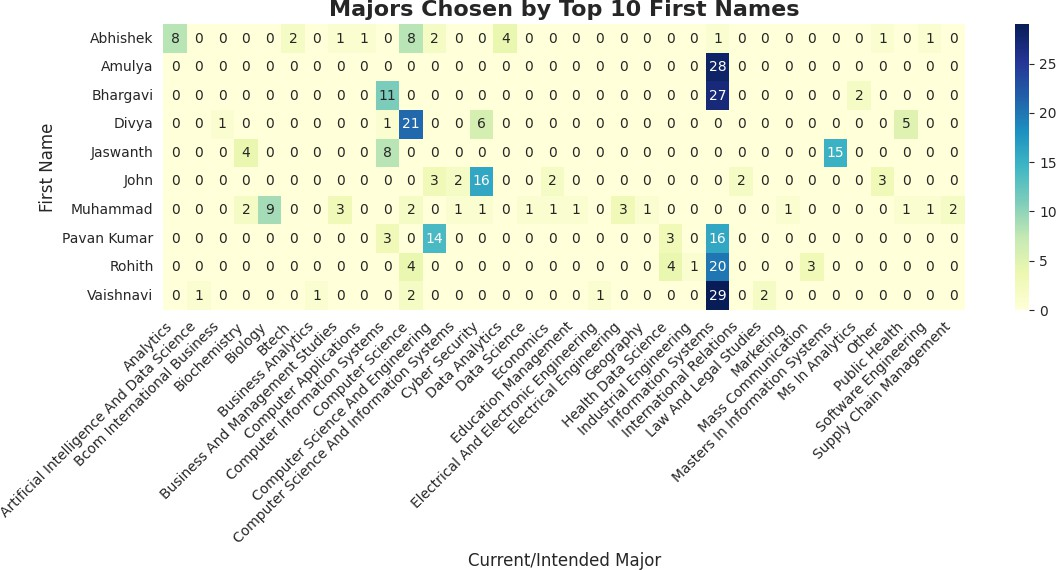 Majors Chosen by Top 10 First Names
Abhishek 8 0 0 0 0 2 0 1 1 0 8 2 0 0 4 0 0 0 0 0 0 0 0 1 0 0 0 0 0 0 1 0 1 0
Amulya 0 0 0 0 0 0 0 0 0 0 0 0 0 0 0 0 0 0 0 0 0 0 0 28 0 0 0 0 0 0 0 0 0 0
Bhargavi 0 0 0 0 0 0 0 0 0 11 0 0 0 0 0 0 0 0 0 0 0 0 0 27 0 0 0 0 0 2 0 0 0 0
Divya 0 0 1 0 0 0 0 0 0 1 21 0 0 6 0 0 0 0 0 0 0 0 0 0 0 0 0 0 0 0 0 5 0 0
Jaswanth 0 0 0 4 0 0 0 0 0 8 0 0 0 0 0 0 0 0 0 0 0 0 0 0 0 0 0 0 15 0 0 0 0 0
John 0 0 0 0 0 0 0 0 0 0 0 3 2 16 0 0 2 0 0 0 0 0 0 0 2 0 0 0 0 0 3 0 0 0
Muhammad 0 0 0 2 9 0 0 3 0 0 2 0 1 1 0 1 1 1 0 3 1 0 0 0 0 0 1 0 0 0 0 1 1 2
Pavan Kumar 0 0 0 0 0 0 0 0 0 3 0 14 0 0 0 0 0 0 0 0 0 3 0 16 0 0 0 0 0 0 0 0 0 0
Rohith 0 0 0 0 0 0 0 0 0 0 4 0 0 0 0 0 0 0 0 0 0 4 1 20 0 0 0 3 0 0 0 0 0 0
Vaishnavi 0 1 0 0 0 0 1 0 0 0 2 0 0 0 0 0 0 0 1 0 0 0 0 29 0 2 0 0 0 0 0 0 0 0
First Name
25
20
15
10
5
0
Analytics
Artificial Intelligence And Data Science
Bcom International Business
Biochemistry
Biology
Btech
Business Analytics
Business And Management Studies
Computer Applications
Computer Information Systems
Computer Science
Computer Science And Engineering
Computer Science And Information Systems
Cyber Security
Data Analytics
Data Science
Economics
Education Management
Electrical And Electronic Engineering
Electrical Engineering
Geography
Health Data Science
Industrial Engineering
Information Systems
International Relations
Law And Legal Studies
Marketing
Mass Communication
Masters In Information Systems
Ms In Analytics
Other
Public Health
Software Engineering
Supply Chain Management
Current/Intended Major